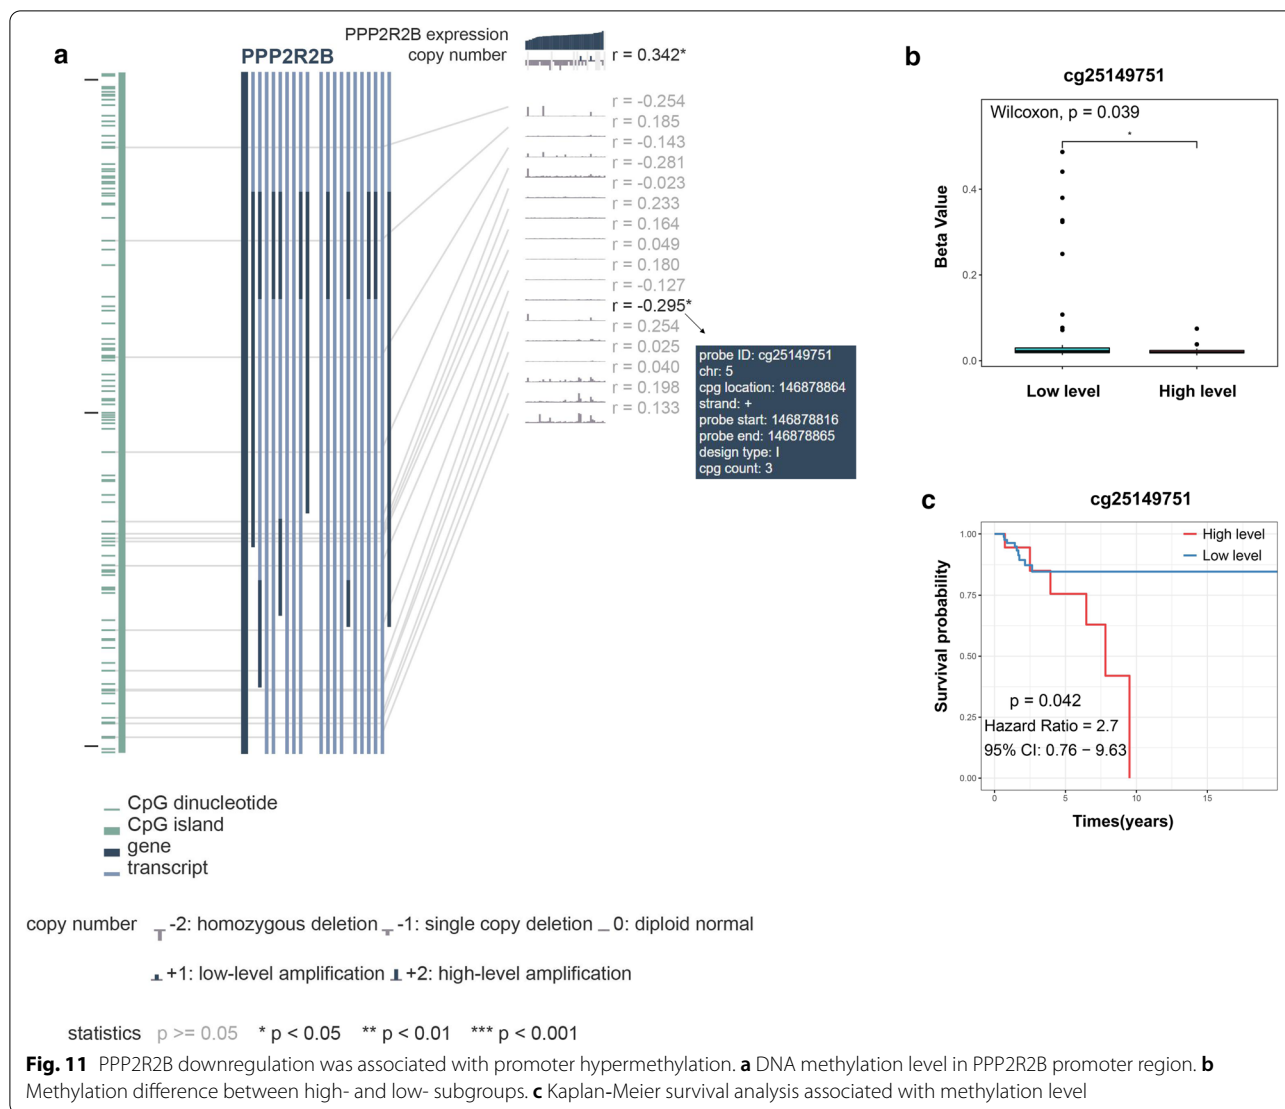 a
PPP2R2B
PPP2R2B expression
copy number
r = 0.342*
r = -0.254
r = 0.185
r = -0.143
r = -0.281
r = -0.023
r = 0.233
r = 0.164
r = 0.049
r = 0.180
r = -0.127
r = -0.295*
r = 0.254
r = 0.025
r = 0.040
r = 0.198
r = 0.133
probe ID: cg25149751
chr: 5
cpg location: 146878864
strand: +
probe start: 146878816
probe end: 146878865
design type: I
cpg count: 3
CpG dinucleotide
CpG island
gene
transcript
copy number -2: homozygous deletion -1: single copy deletion 0: diploid normal
+1: low-level amplification +2: high-level amplification
statistics p >= 0.05 * p < 0.05 ** p < 0.01 *** p < 0.001
b
cg25149751
Wilcoxon, p = 0.039
*
Beta Value
0.4
0.2
0.0
Low level High level
c
cg25149751
High level
Low level
Survival probability
1.00
0.75
0.50
0.25
0.00
p = 0.042
Hazard Ratio = 2.7
95% CI: 0.76 − 9.63
0 5 10 15
Times(years)
Fig. 11 PPP2R2B downregulation was associated with promoter hypermethylation. a DNA methylation level in PPP2R2B promoter region. b
Methylation difference between high- and low- subgroups. c Kaplan-Meier survival analysis associated with methylation level